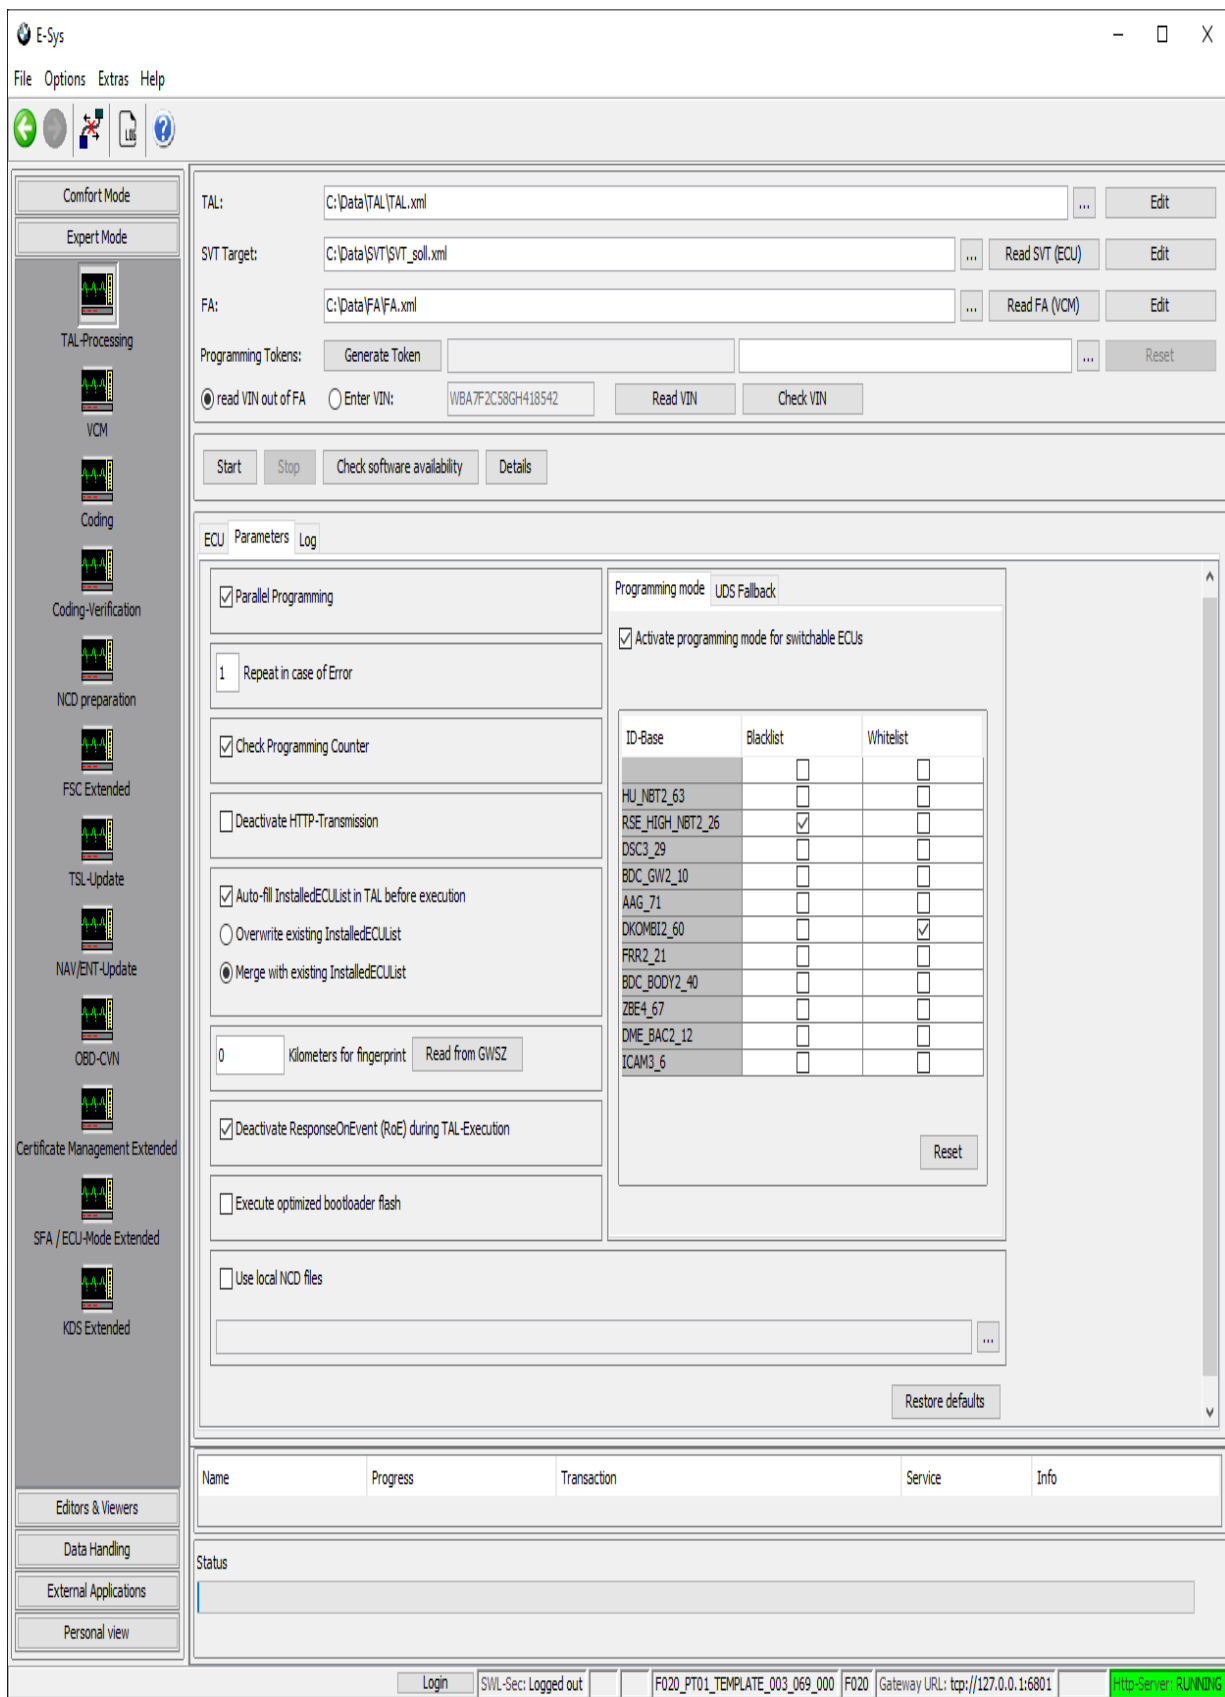 E-Sys
File Options Extras Help
LOG
?
Comfort Mode
Expert Mode
TAL-Processing
VCM
Coding
Coding-Verification
NCD preparation
FSC Extended
TSL-Update
NAV/ENT-Update
OBD-CVN
Certificate Management Extended
SFA / ECU-Mode Extended
KDS Extended
Editors & Viewers
Data Handling
External Applications
Personal view
TAL: C:\Data\TAL\TAL.xml ... Edit
SVT Target: C:\Data\SVT\SVT_soll.xml ... Read SVT (ECU) Edit
FA: C:\Data\FA\FA.xml ... Read FA (VCM) Edit
Programming Tokens: Generate Token ... Reset
read VIN out of FA Enter VIN: WBA7F2C58GH418542 Read VIN Check VIN
Start Stop Check software availability Details
ECU Parameters Log
Parallel Programming
1 Repeat in case of Error
Check Programming Counter
Deactivate HTTP-Transmission
Auto-fill InstalledECUList in TAL before execution
Overwrite existing InstalledECUList
Merge with existing InstalledECUList
0 Kilometers for fingerprint Read from GWSZ
Deactivate ResponseOnEvent (RoE) during TAL-Execution
Execute optimized bootloader flash
Programming mode UDS Fallback
Activate programming mode for switchable ECUs
ID-Base Blacklist Whitelist
HU_NBT2_63
RSE_HIGH_NBT2_26
DSC3_29
BDC_GW2_10
AAG_71
DKOMBI2_60
FRR2_21
BDC_BODY2_40
ZBE4_67
DME_BAC2_12
ICAM3_6
Reset
Use local NCD files
...
Restore defaults
Name Progress Transaction Service Info
Status
Login SWL-Sec: Logged out F020_PT01_TEMPLATE_003_069_000 F020 Gateway URL: tcp://127.0.0.1:6801 Http-Server: RUNNING